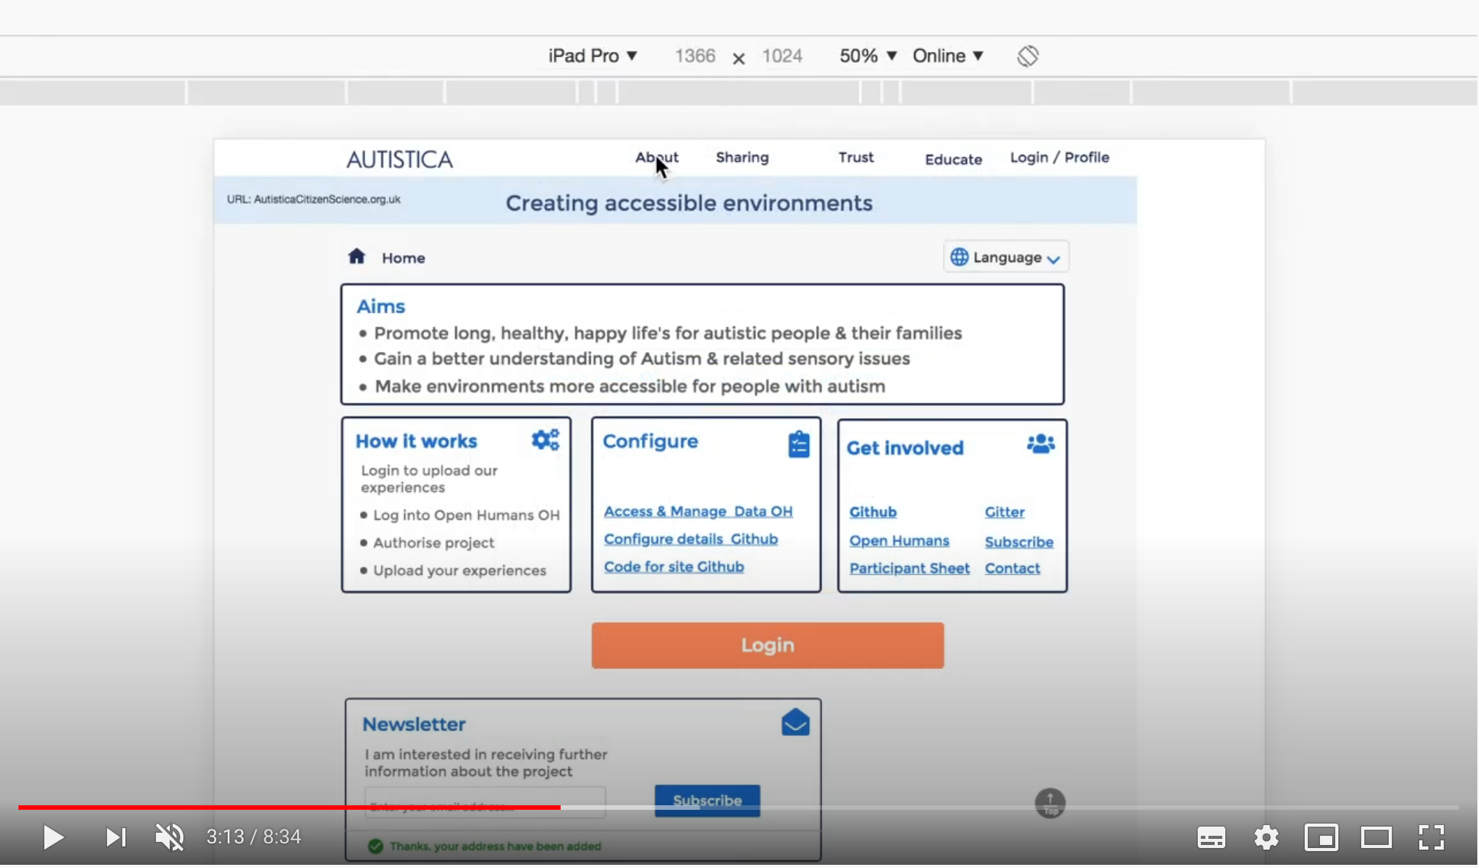 iPad Pro ▼ 1366 × 1024 50% ▼ Online ▼
AUTISTICA About Sharing Trust Educate Login / Profile
URL: AutisticaCitizenScience.org.uk Creating accessible environments
Home Language
Aims
• Promote long, healthy, happy life's for autistic people & their families
• Gain a better understanding of Autism & related sensory issues
• Make environments more accessible for people with autism
How it works
Login to upload our
experiences
• Log into Open Humans OH
• Authorise project
• Upload your experiences
Configure
Access & Manage Data OH
Configure details Github
Code for site Github
Get involved
Github Gitter
Open Humans Subscribe
Participant Sheet Contact
Login
Newsletter
I am interested in receiving further
information about the project
Enter your email address...
Subscribe
Top
Thanks, your address have been added
3:13 / 8:34